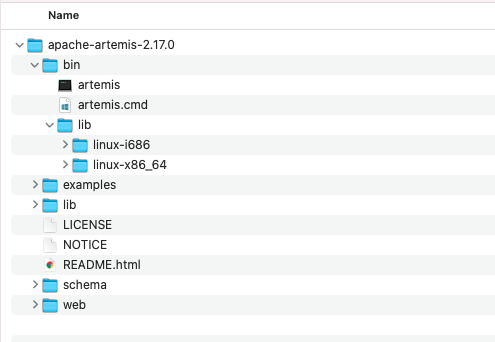 Name
apache-artemis-2.17.0
bin
artemis
artemis.cmd
lib
linux-i686
linux-x86_64
examples
lib
LICENSE
NOTICE
README.html
schema
web